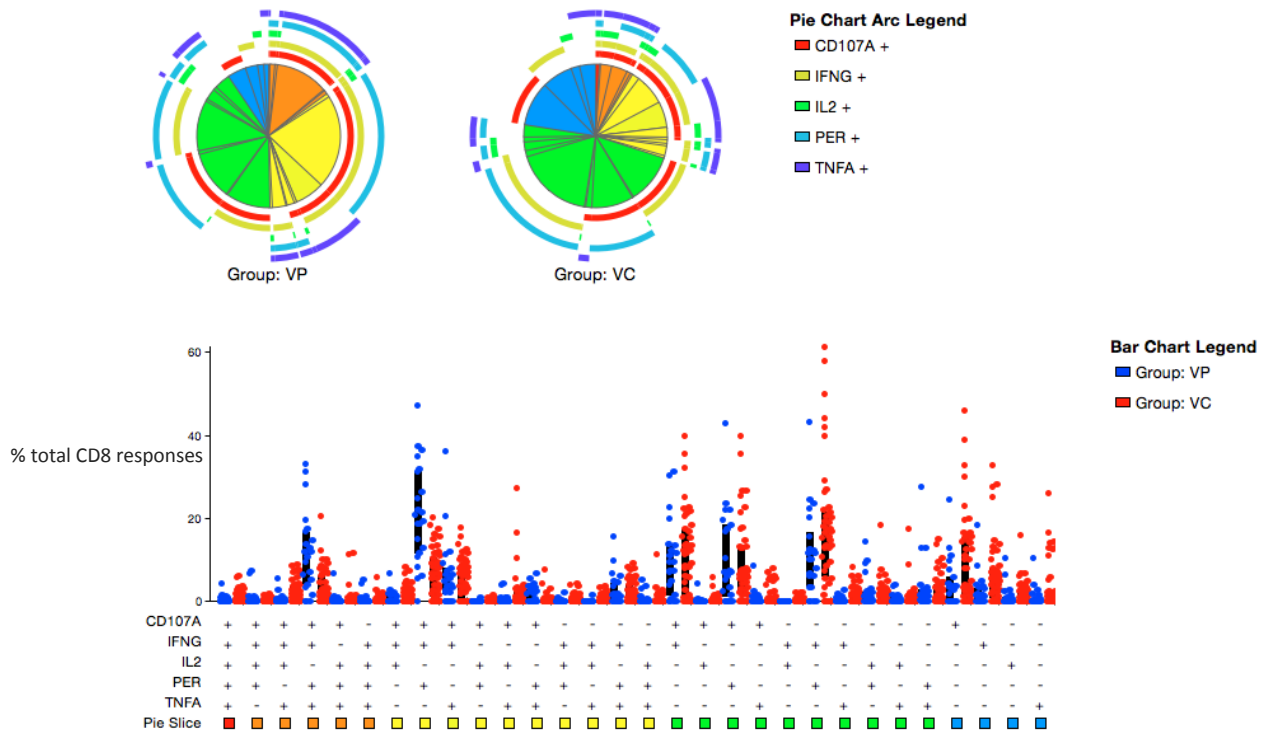 Pie Chart Arc Legend
CD107A +
IFNG +
IL2 +
PER +
TNFA +
Group: VP
Group: VC
Bar Chart Legend
Group: VP
Group: VC
% total CD8 responses
60
40
20
0
CD107A + + + + + - + + + + + + - - - - + + + + - - - - - - + - - -
IFNG + + + + - + + + + - - - + + + - + - - - + + + - - - - + - -
IL2 + + + - + + + - - + + - + + - + - + - - + - - + + - - - + -
PER + + - + + + - + - + - + + - + + - - + - - + - + - + - - - -
TNFA + - + + + + - - + - + + - + + + - - - + - - + - + + - - - +
Pie Slice